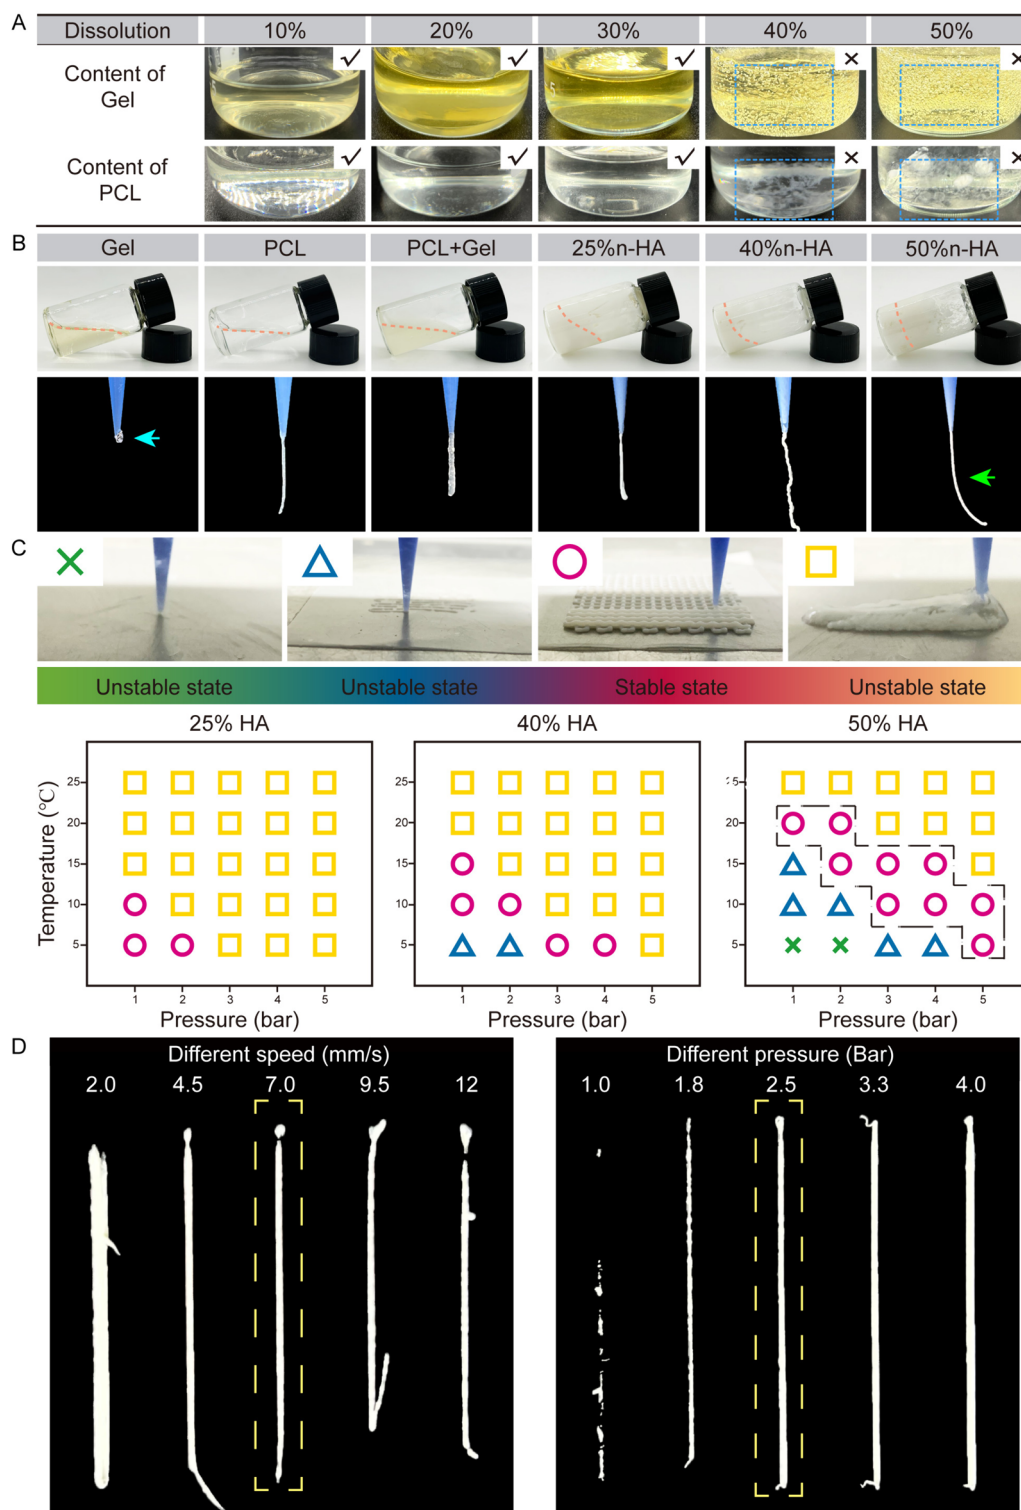 A
Dissolution 10% 20% 30% 40% 50%
Content of
Gel
Content of
PCL
B
Gel PCL PCL+Gel 25%n-HA 40%n-HA 50%n-HA
C
Unstable state Unstable state Stable state Unstable state
25% HA 40% HA 50% HA
Temperature (°C)
25 25 5
20 20 20
15 15 15
10 10 10
5 5 5
1 2 3 4 5 1 2 3 4 5 1 2 3 4 5
Pressure (bar) Pressure (bar) Pressure (bar)
D
Different speed (mm/s) Different pressure (Bar)
2.0 4.5 7.0 9.5 12 1.0 1.8 2.5 3.3 4.0